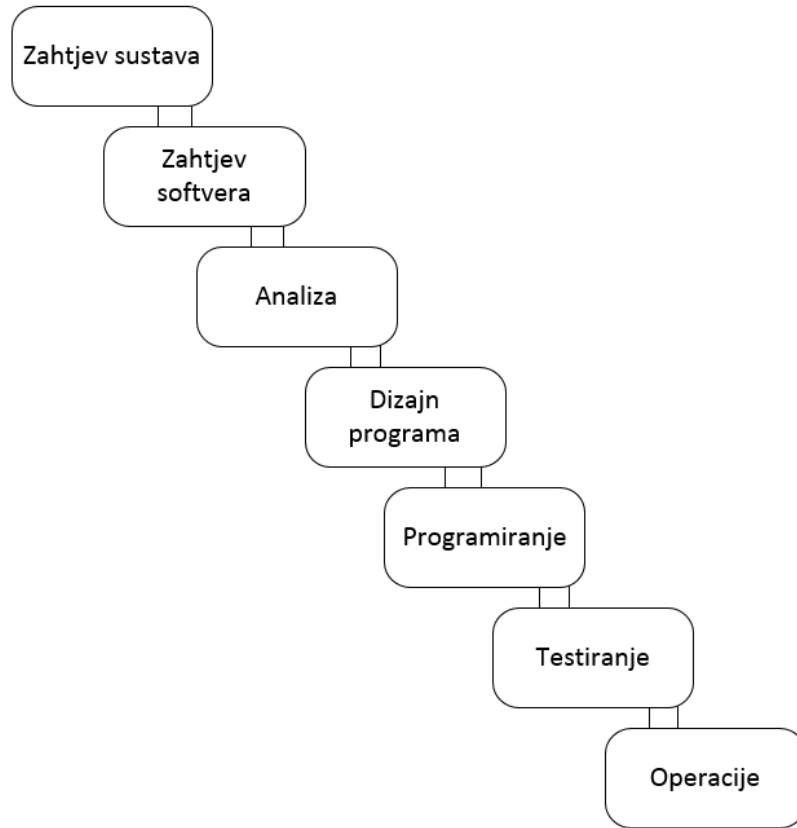 Zahtjev sustava
Zahtjev
softvera
Analiza
Dizajn
programa
Programiranje
Testiranje
Operacije